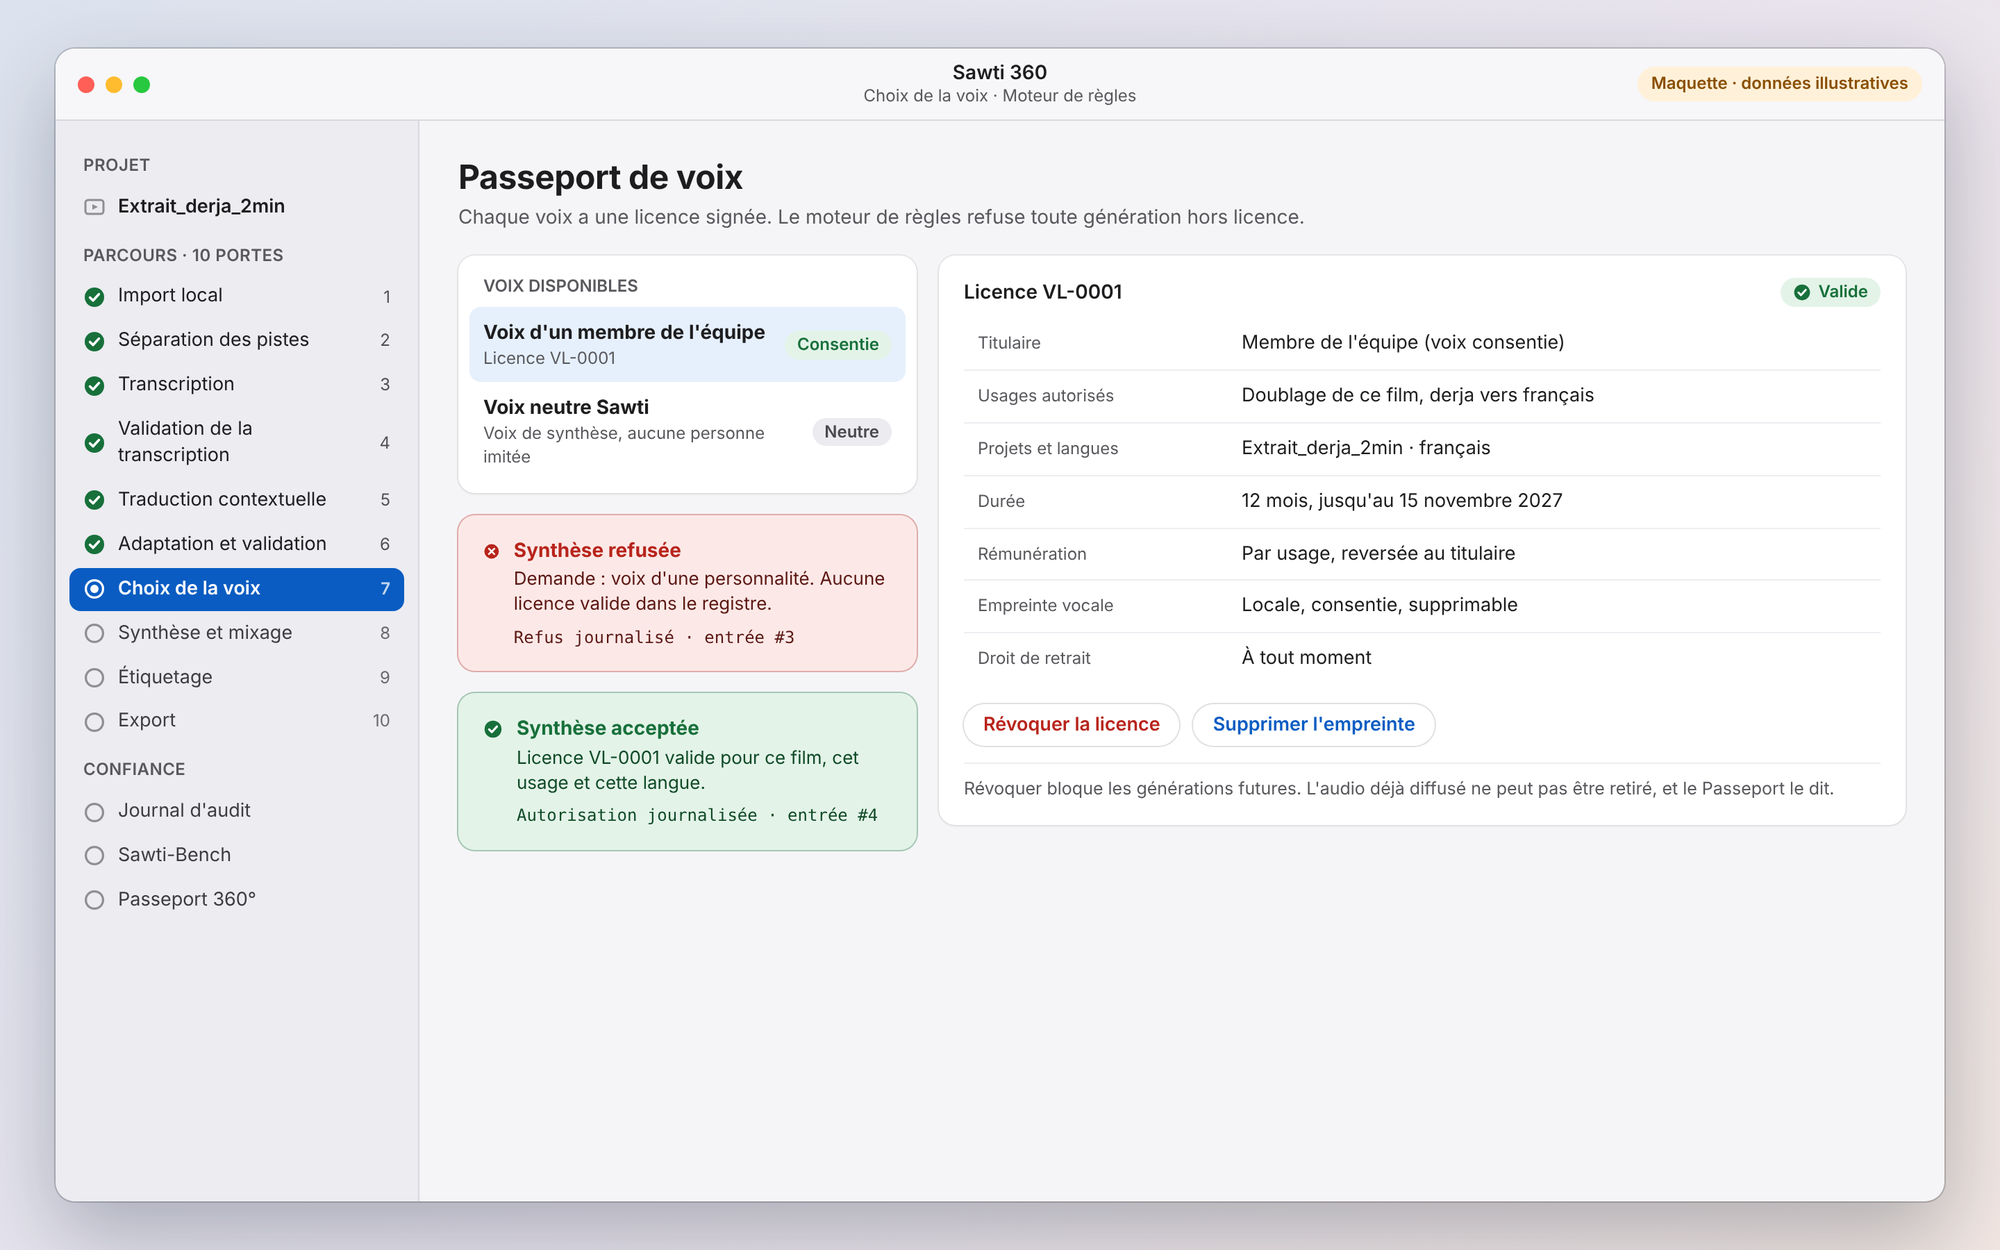 Sawti 360
Choix de la voix · Moteur de règles
Maquette · données illustratives
PROJET
Extrait_derja_2min
PARCOURS · 10 PORTES
Import local 1
Séparation des pistes 2
Transcription 3
Validation de la
transcription 4
Traduction contextuelle 5
Adaptation et validation 6
Choix de la voix 7
Synthèse et mixage 8
Étiquetage 9
Export 10
CONFIANCE
Journal d'audit
Sawti-Bench
Passeport 360°
Passeport de voix
Chaque voix a une licence signée. Le moteur de règles refuse toute génération hors licence.
VOIX DISPONIBLES
Voix d'un membre de l'équipe
Licence VL-0001
Consentie
Voix neutre Sawti
Voix de synthèse, aucune personne
imitée
Neutre
Synthèse refusée
Demande : voix d'une personnalité. Aucune
licence valide dans le registre.
Refus journalisé · entrée #3
Synthèse acceptée
Licence VL-0001 valide pour ce film, cet
usage et cette langue.
Autorisation journalisée · entrée #4
Licence VL-0001
Valide
Titulaire Membre de l'équipe (voix consentie)
Usages autorisés Doublage de ce film, derja vers français
Projets et langues Extrait_derja_2min · français
Durée 12 mois, jusqu'au 15 novembre 2027
Rémunération Par usage, reversée au titulaire
Empreinte vocale Locale, consentie, supprimable
Droit de retrait À tout moment
Révoquer la licence
Supprimer l'empreinte
Révoquer bloque les générations futures. L'audio déjà diffusé ne peut pas être retiré, et le Passeport le dit.